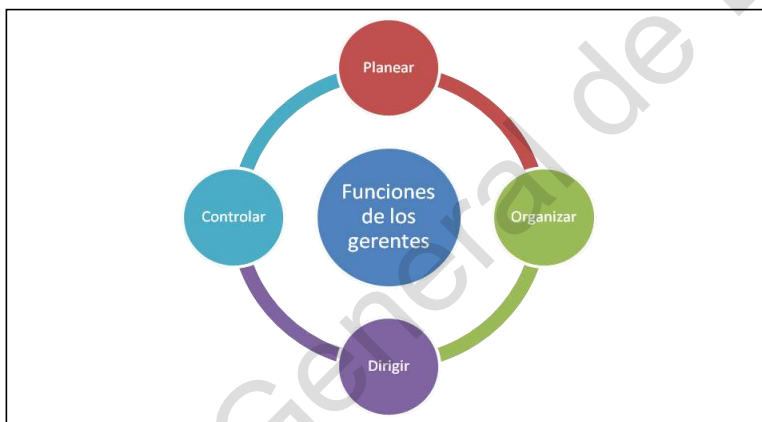 Planear
Controlar
Funciones
de los
gerentes
Organizar
Dirigir
General de